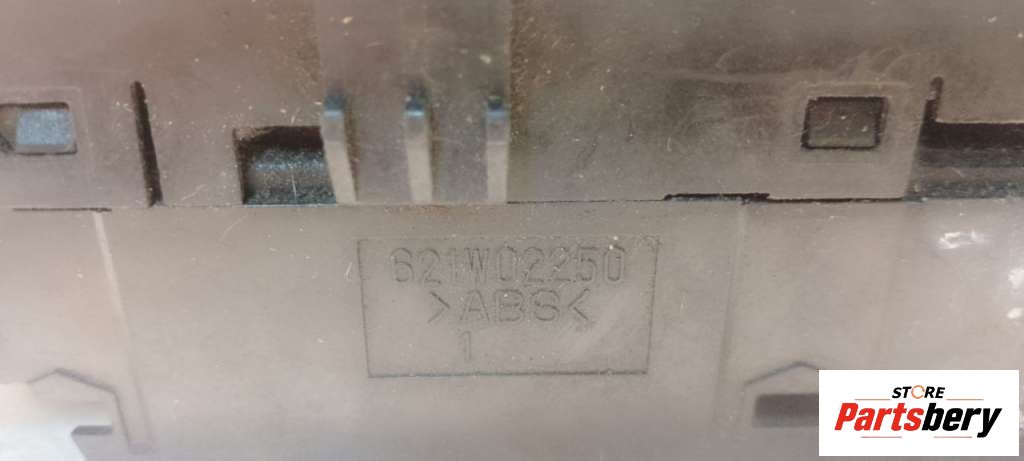 621W02250
>ABS<
1
STORE
Partsbery